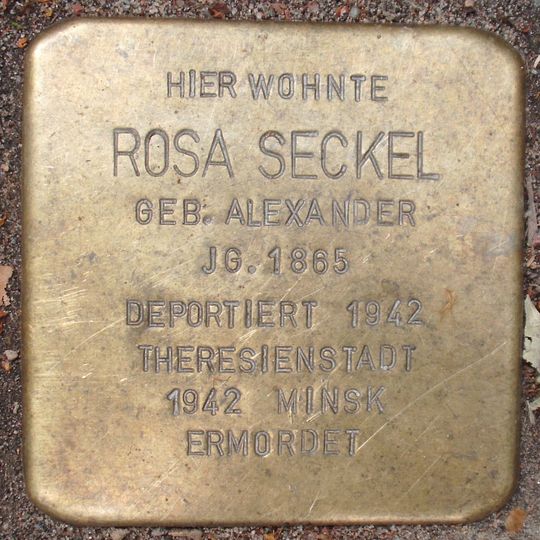 HIER WOHNTE
ROSA SECKEL
GEB. ALEXANDER
JG. 1865
DEPORTIERT 1942
THERESIENSTADT
1942 MINSK
ERMORDET